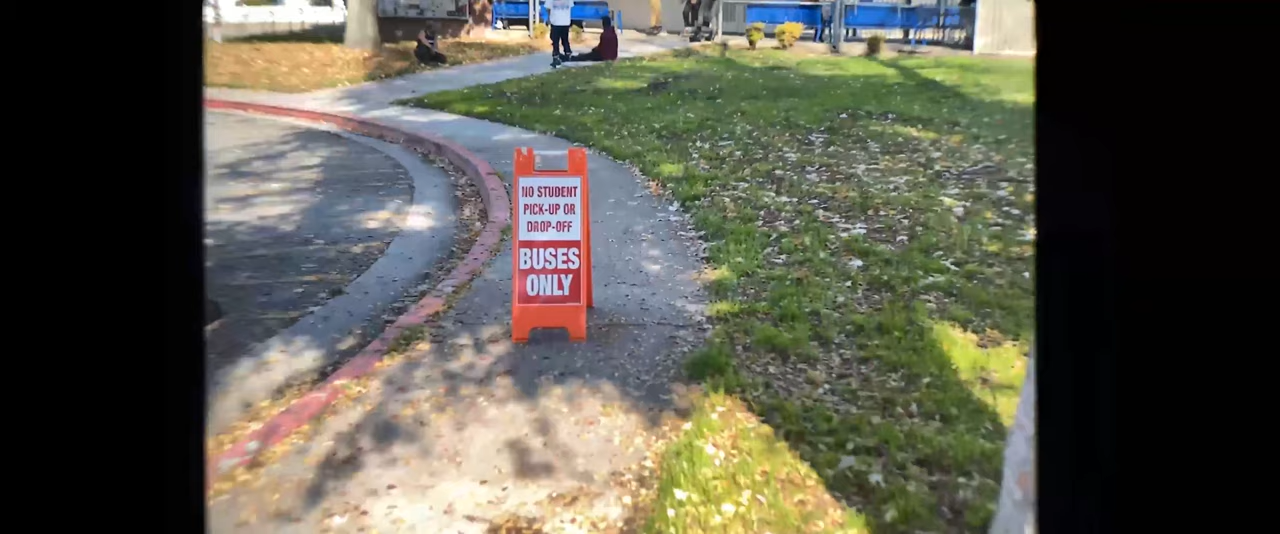 NO STUDENT
PICK-UP OR
DROP-OFF
BUSES
ONLY